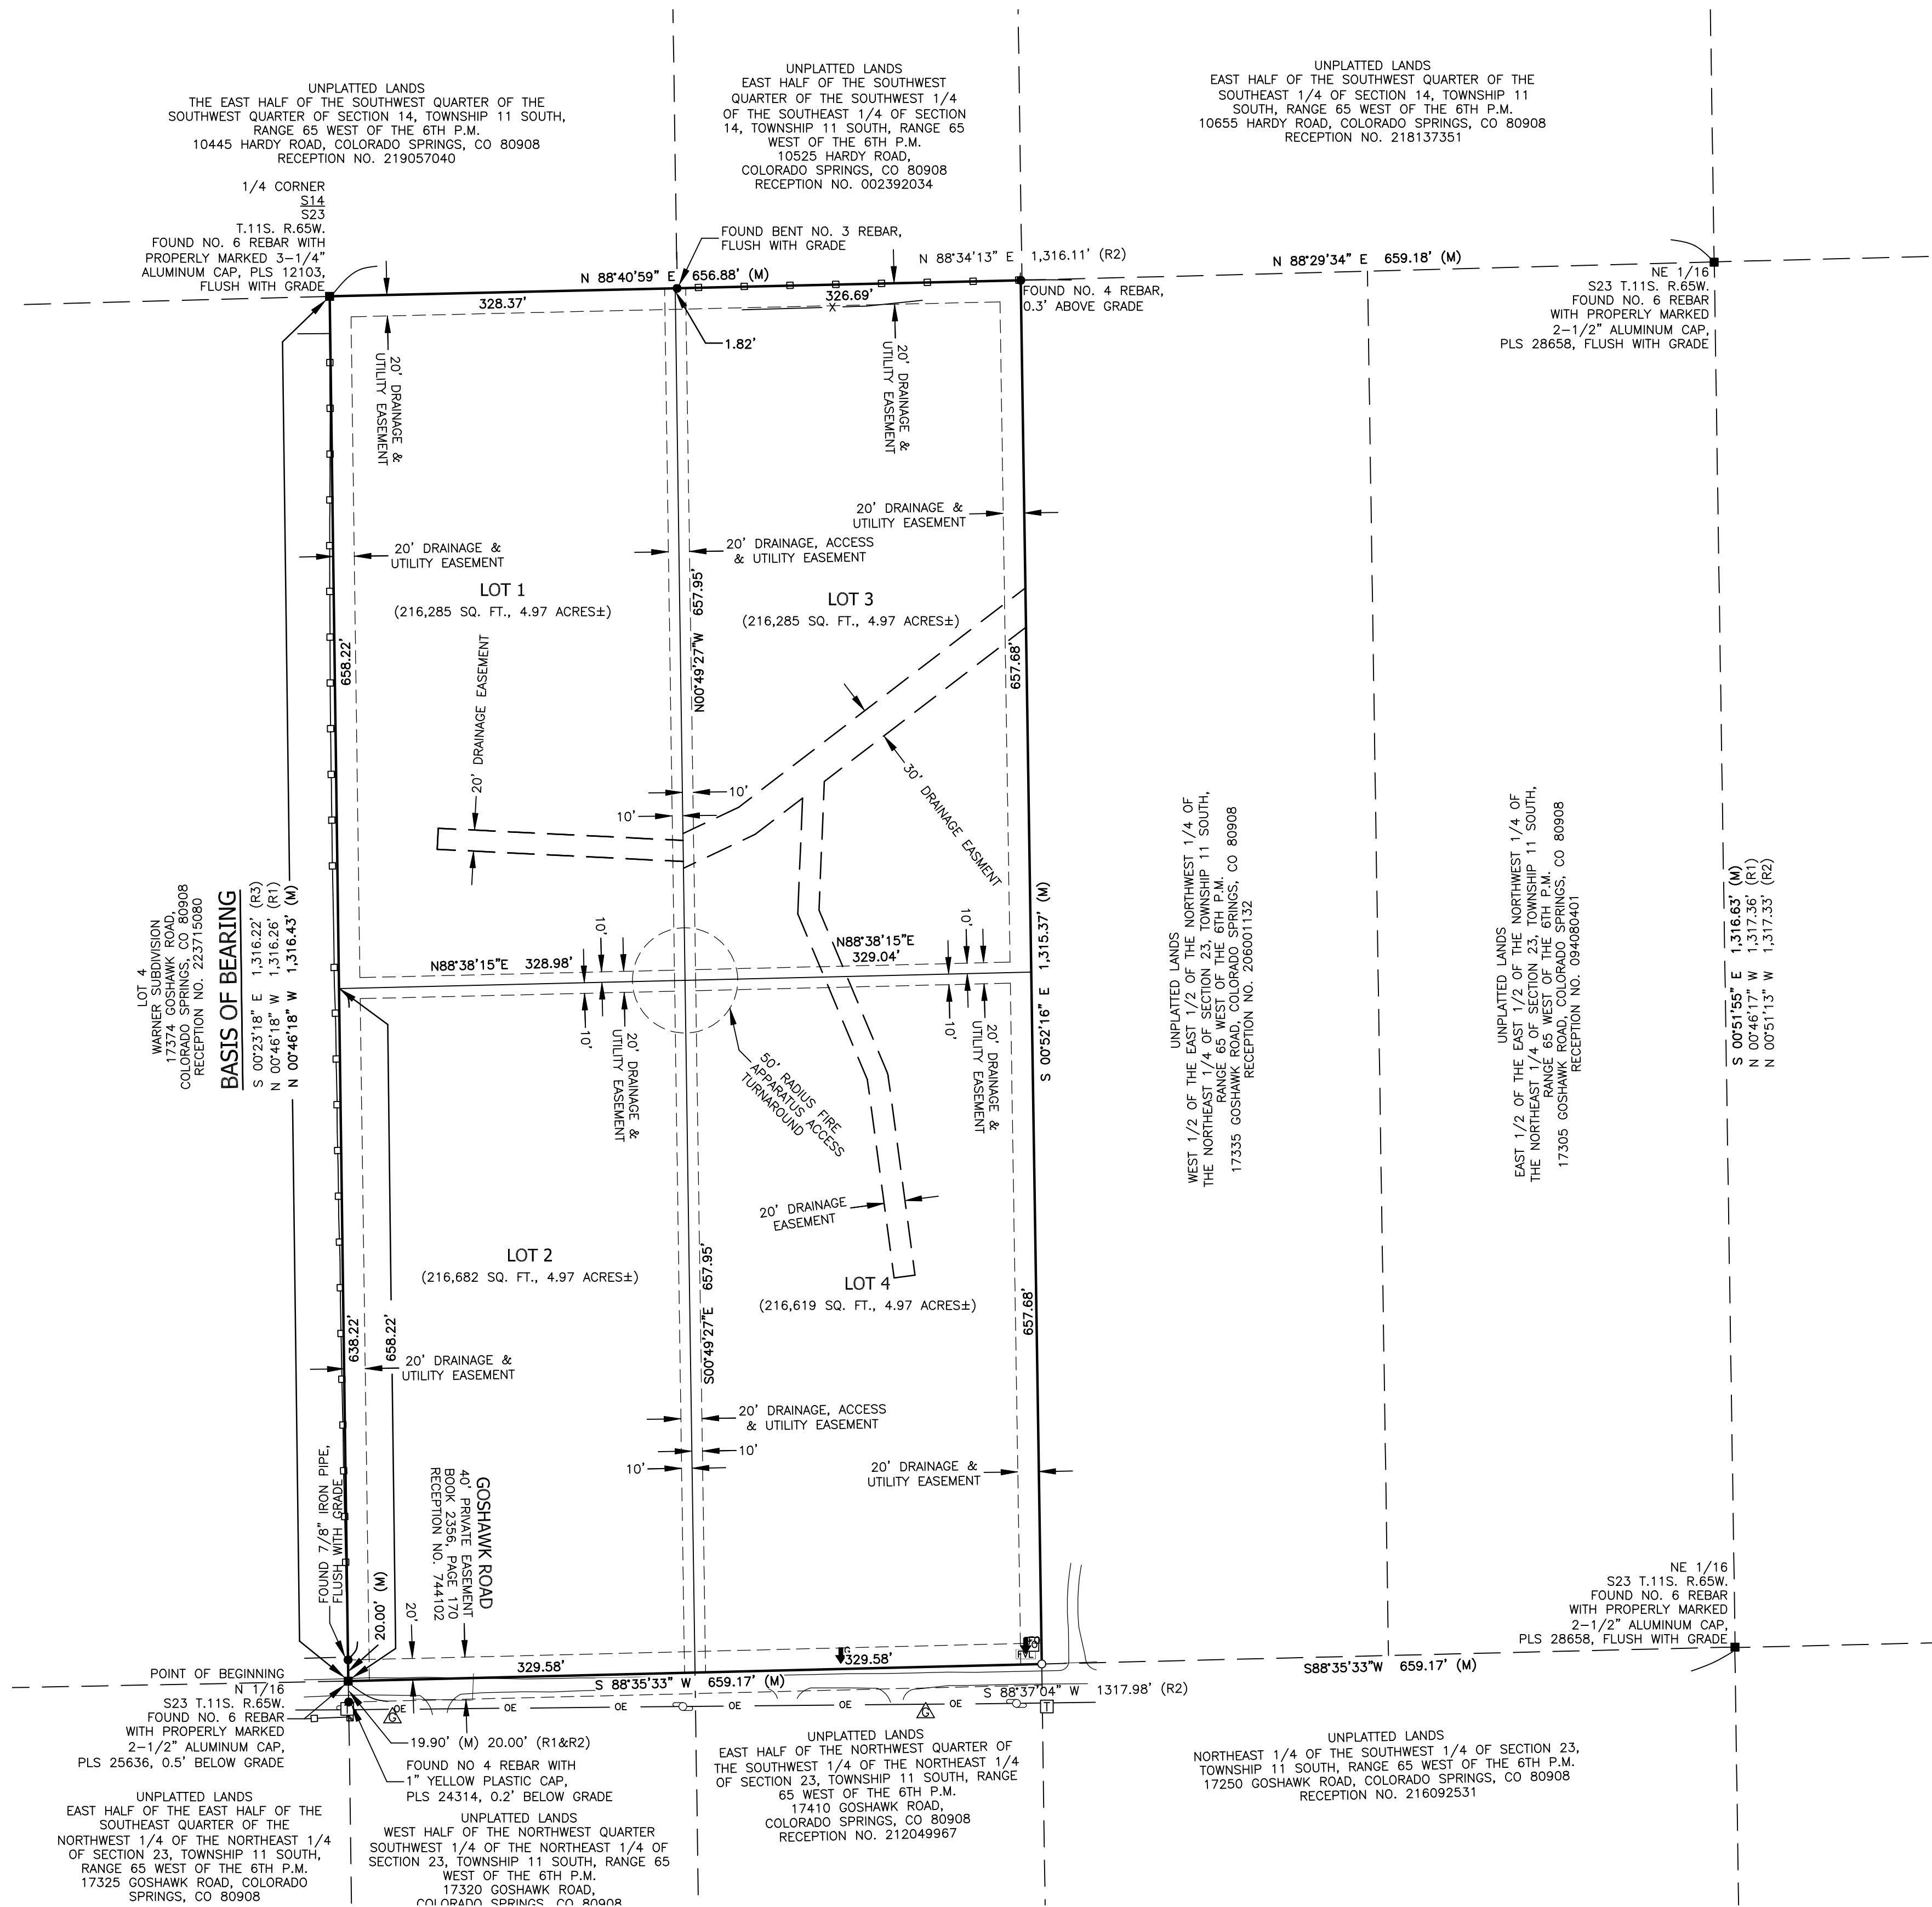 UNPLATTED LANDS
THE EAST HALF OF THE SOUTHWEST QUARTER OF THE
SOUTHWEST QUARTER OF SECTION 14, TOWNSHIP 11 SOUTH,
RANGE 65 WEST OF THE 6TH P.M.
10445 HARDY ROAD, COLORADO SPRINGS, CO 80908
RECEPTION NO. 219057040
UNPLATTED LANDS
EAST HALF OF THE SOUTHWEST
QUARTER OF THE SOUTHWEST 1/4
OF THE SOUTHEAST 1/4 OF SECTION
14, TOWNSHIP 11 SOUTH, RANGE 65
WEST OF THE 6TH P.M.
10525 HARDY ROAD,
COLORADO SPRINGS, CO 80908
RECEPTION NO. 002392034
UNPLATTED LANDS
EAST HALF OF THE SOUTHWEST QUARTER OF THE
SOUTHEAST 1/4 OF SECTION 14, TOWNSHIP 11
SOUTH, RANGE 65 WEST OF THE 6TH P.M.
10655 HARDY ROAD, COLORADO SPRINGS, CO 80908
RECEPTION NO. 218137351
1/4 CORNER
S14
S23
T.11S. R.65W.
FOUND NO. 6 REBAR WITH
PROPERLY MARKED 3-1/4"
ALUMINUM CAP, PLS 12103,
FLUSH WITH GRADE
FOUND BENT NO. 3 REBAR,
FLUSH WITH GRADE
N 88°40'59" E 656.88' (M)
N 88°34'13" E 1,316.11' (R2)
N 88°29'34" E 659.18' (M)
328.37'
326.69'
X
1.82'
FOUND NO. 4 REBAR,
0.3' ABOVE GRADE
NE 1/16
S23 T.11S. R.65W.
FOUND NO. 6 REBAR
WITH PROPERLY MARKED
2-1/2" ALUMINUM CAP,
PLS 28658, FLUSH WITH GRADE
20' DRAINAGE &
UTILITY EASEMENT
20' DRAINAGE &
UTILITY EASEMENT
20' DRAINAGE &
UTILITY EASEMENT
20' DRAINAGE &
UTILITY EASEMENT
20' DRAINAGE, ACCESS
& UTILITY EASEMENT
LOT 1
(216,285 SQ. FT., 4.97 ACRES±)
LOT 3
(216,285 SQ. FT., 4.97 ACRES±)
658.22'
N00°49'27"W 657.95'
657.68'
20' DRAINAGE EASEMENT
30' DRAINAGE EASMENT
10'
10'
LOT 4
WARNER SUBDIVISION
17374 GOSHAWK ROAD,
COLORADO SPRINGS, CO 80908
RECEPTION NO. 223715080
BASIS OF BEARING
S 00°23'18" E 1,316.22' (R3)
N 00°46'18" W 1,316.26' (R1)
N 00°46'18" W 1,316.43' (M)
N88°38'15"E 328.98'
N88°38'15"E
329.04'
10'
10'
10'
10'
20' DRAINAGE &
UTILITY EASEMENT
20' DRAINAGE &
UTILITY EASEMENT
50' RADIUS FIRE
APPARATUS ACCESS
TURNAROUND
S 00°52'16" E 1,315.37' (M)
UNPLATTED LANDS
WEST 1/2 OF THE EAST 1/2 OF THE NORTHWEST 1/4 OF
THE NORTHEAST 1/4 OF SECTION 23, TOWNSHIP 11 SOUTH,
RANGE 65 WEST OF THE 6TH P.M.
17335 GOSHAWK ROAD, COLORADO SPRINGS, CO 80908
RECEPTION NO. 206001132
UNPLATTED LANDS
EAST 1/2 OF THE EAST 1/2 OF THE NORTHWEST 1/4 OF
THE NORTHEAST 1/4 OF SECTION 23, TOWNSHIP 11 SOUTH,
RANGE 65 WEST OF THE 6TH P.M.
17305 GOSHAWK ROAD, COLORADO SPRINGS, CO 80908
RECEPTION NO. 094080401
S 00°51'55" E 1,316.63' (M)
N 00°46'17" W 1,317.36' (R1)
N 00°51'13" W 1,317.33' (R2)
20' DRAINAGE
EASEMENT
LOT 2
(216,682 SQ. FT., 4.97 ACRES±)
LOT 4
(216,619 SQ. FT., 4.97 ACRES±)
638.22'
658.22'
S00°49'27"E 657.95'
657.68'
20' DRAINAGE &
UTILITY EASEMENT
20' DRAINAGE, ACCESS
& UTILITY EASEMENT
10'
10'
20' DRAINAGE &
UTILITY EASEMENT
FOUND 7/8" IRON PIPE,
FLUSH WITH GRADE
20.00' (M)
20'
GOSHAWK ROAD
40' PRIVATE EASEMENT
BOOK 2356, PAGE 170
RECEPTION NO. 744102
329.58'
G
329.58'
S 88°35'33" W 659.17' (M)
S 88°37'04" W 1317.98' (R2)
S88°35'33"W 659.17' (M)
T
OE
G
OE
OE
OE
G
OE
T
NE 1/16
S23 T.11S. R.65W.
FOUND NO. 6 REBAR
WITH PROPERLY MARKED
2-1/2" ALUMINUM CAP,
PLS 28658, FLUSH WITH GRADE
POINT OF BEGINNING
N 1/16
S23 T.11S. R.65W.
FOUND NO. 6 REBAR
WITH PROPERLY MARKED
2-1/2" ALUMINUM CAP,
PLS 25636, 0.5' BELOW GRADE
19.90' (M) 20.00' (R1&R2)
FOUND NO 4 REBAR WITH
1" YELLOW PLASTIC CAP,
PLS 24314, 0.2' BELOW GRADE
UNPLATTED LANDS
EAST HALF OF THE EAST HALF OF THE
SOUTHEAST QUARTER OF THE
NORTHWEST 1/4 OF THE NORTHEAST 1/4
OF SECTION 23, TOWNSHIP 11 SOUTH,
RANGE 65 WEST OF THE 6TH P.M.
17325 GOSHAWK ROAD, COLORADO
SPRINGS, CO 80908
UNPLATTED LANDS
WEST HALF OF THE NORTHWEST QUARTER
SOUTHWEST 1/4 OF THE NORTHEAST 1/4 OF
SECTION 23, TOWNSHIP 11 SOUTH, RANGE 65
WEST OF THE 6TH P.M.
17320 GOSHAWK ROAD,
COLORADO SPRINGS, CO 80908
UNPLATTED LANDS
EAST HALF OF THE NORTHWEST QUARTER OF
THE SOUTHWEST 1/4 OF THE NORTHEAST 1/4
OF SECTION 23, TOWNSHIP 11 SOUTH, RANGE
65 WEST OF THE 6TH P.M.
17410 GOSHAWK ROAD,
COLORADO SPRINGS, CO 80908
RECEPTION NO. 212049967
UNPLATTED LANDS
NORTHEAST 1/4 OF THE SOUTHWEST 1/4 OF SECTION 23,
TOWNSHIP 11 SOUTH, RANGE 65 WEST OF THE 6TH P.M.
17250 GOSHAWK ROAD, COLORADO SPRINGS, CO 80908
RECEPTION NO. 216092531